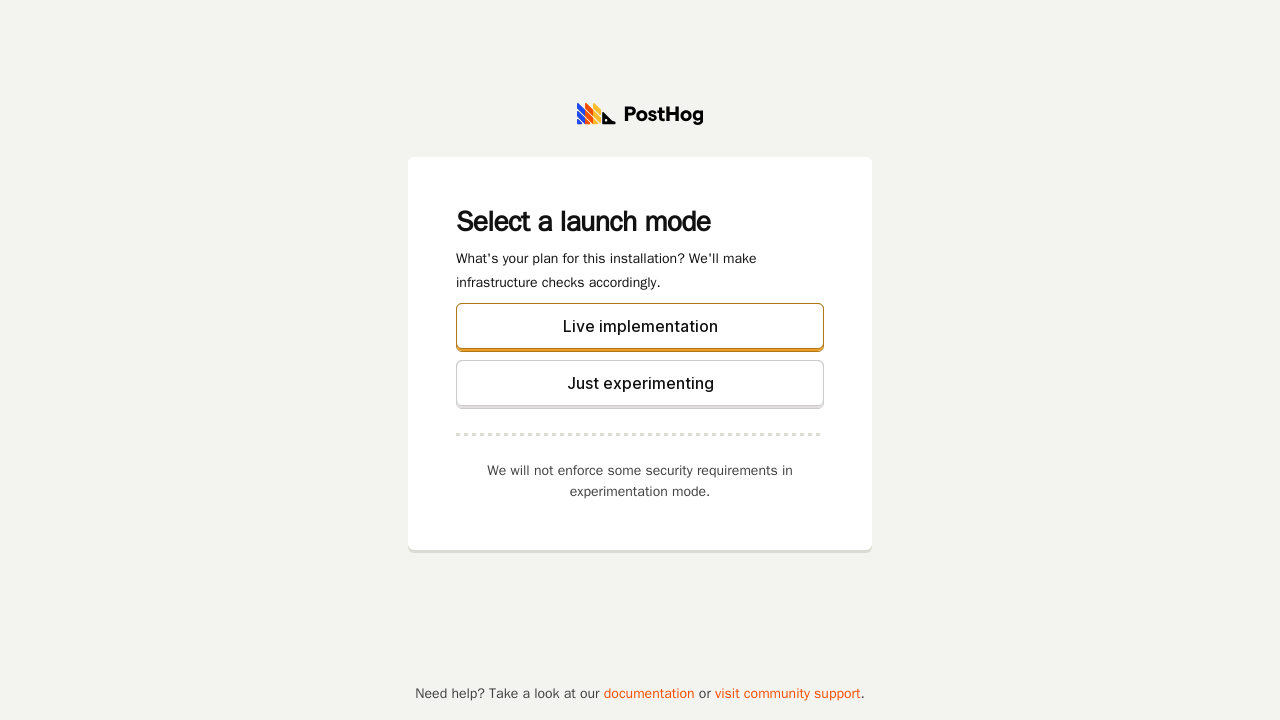 PostHog
Select a launch mode
What's your plan for this installation? We'll make
infrastructure checks accordingly.
Live implementation
Just experimenting
We will not enforce some security requirements in
experimentation mode.
Need help? Take a look at our documentation or visit community support.